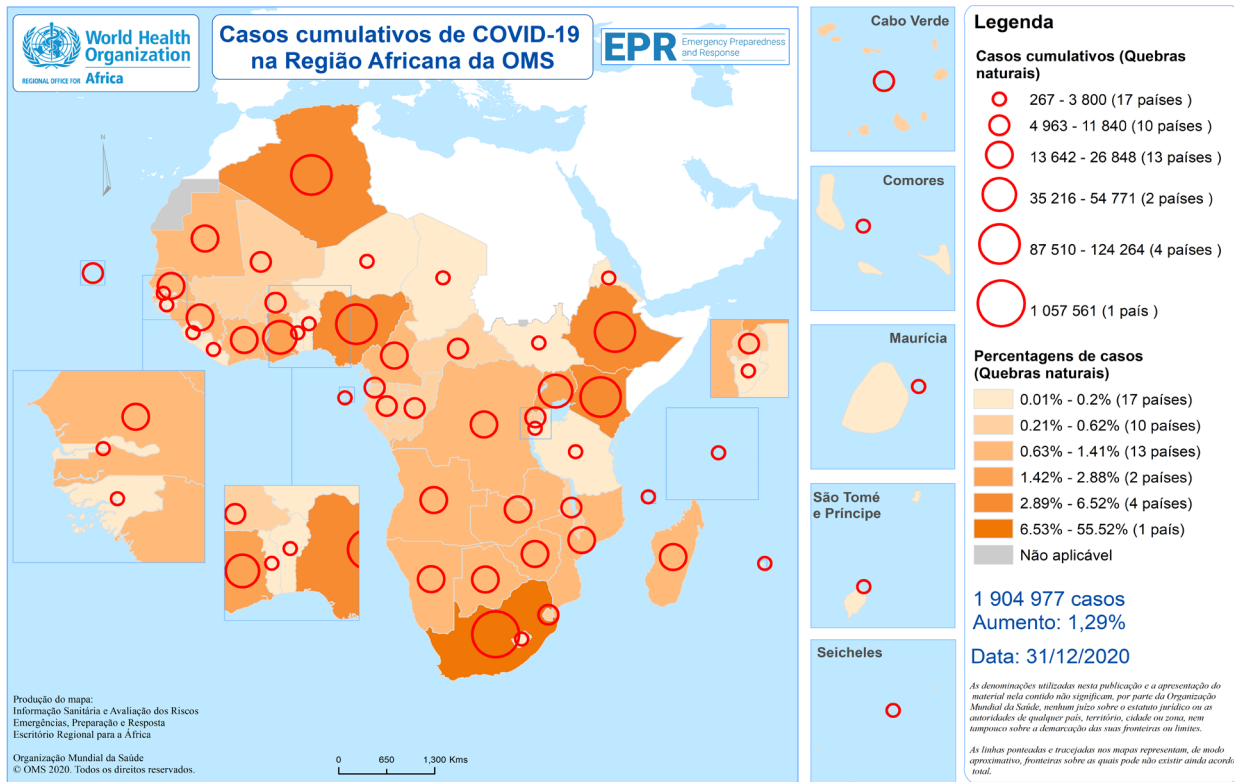 World Health
Organization
REGIONAL OFFICE FOR Africa
Casos cumulativos de COVID-19
na Região Africana da OMS
EPR Emergency Preparedness
and Response
N
Cabo Verde
Comores
Maurícia
São Tomé
e Príncipe
Seicheles
Legenda
Casos cumulativos (Quebras
naturais)
267 - 3 800 (17 países )
4 963 - 11 840 (10 países )
13 642 - 26 848 (13 países )
35 216 - 54 771 (2 países )
87 510 - 124 264 (4 países )
1 057 561 (1 país )
Percentagens de casos
(Quebras naturais)
0.01% - 0.2% (17 países)
0.21% - 0.62% (10 países)
0.63% - 1.41% (13 países)
1.42% - 2.88% (2 países)
2.89% - 6.52% (4 países)
6.53% - 55.52% (1 país)
Não aplicável
1 904 977 casos
Aumento: 1,29%
Data: 31/12/2020
As denominações utilizadas nesta publicação e a apresentação do
material nela contido não significam, por parte da Organização
Mundial da Saúde, nenhum juízo sobre o estatuto jurídico ou as
autoridades de qualquer país, território, cidade ou zona, nem
tampouco sobre a demarcação das suas fronteiras ou limites.
As linhas ponteadas e tracejadas nos mapas representam, de modo
aproximativo, fronteiras sobre as quais pode não existir ainda acordo
total.
Produção do mapa:
Informação Sanitária e Avaliação dos Riscos
Emergências, Preparação e Resposta
Escritório Regional para a África
Organização Mundial da Saúde
© OMS 2020. Todos os direitos reservados.
0 650 1,300 Kms